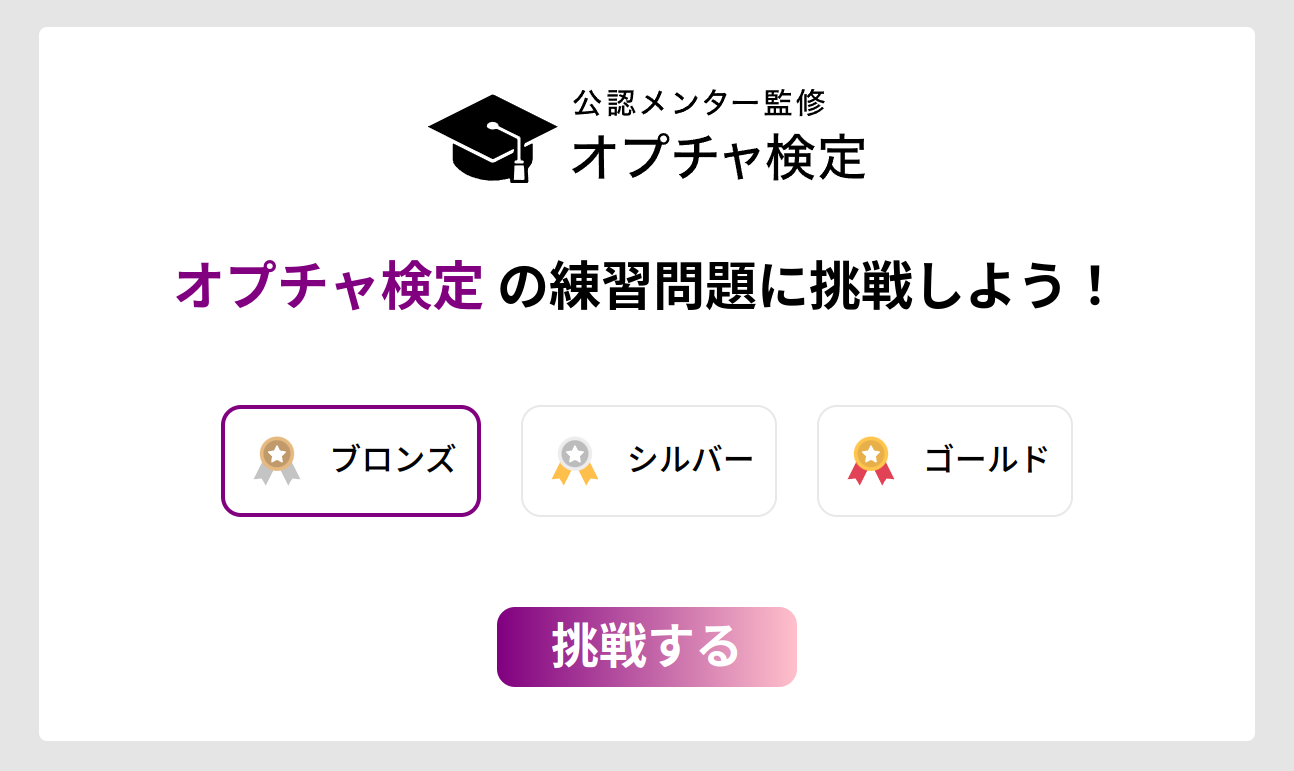 公認メンター監修
オプチャ検定
オプチャ検定 の練習問題に挑戦しよう！
ブロンズ
シルバー
ゴールド
挑戦する